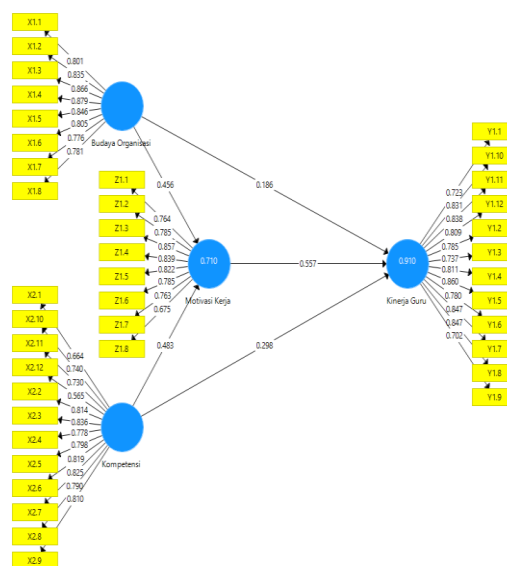 X1.1
X1.2
X1.3
X1.4
X1.5
X1.6
X1.7
X1.8
0.801
0.835
0.866
0.879
0.846
0.805
0.776
0.781
Budaya Organisasi
0.456
0.186
Z1.1
Z1.2
Z1.3
Z1.4
Z1.5
Z1.6
Z1.7
Z1.8
0.764
0.785
0.857
0.839
0.822
0.785
0.763
0.675
0.710
Motivasi Kerja
0.557
0.483
0.298
X2.1
X2.10
X2.11
X2.12
X2.2
X2.3
X2.4
X2.5
X2.6
X2.7
X2.8
X2.9
0.664
0.740
0.730
0.565
0.814
0.836
0.778
0.798
0.819
0.825
0.790
0.810
Kompetensi
0.910
Kinerja Guru
0.723
0.831
0.838
0.809
0.785
0.737
0.811
0.860
0.780
0.847
0.847
0.702
Y1.1
Y1.10
Y1.11
Y1.12
Y1.2
Y1.3
Y1.4
Y1.5
Y1.6
Y1.7
Y1.8
Y1.9